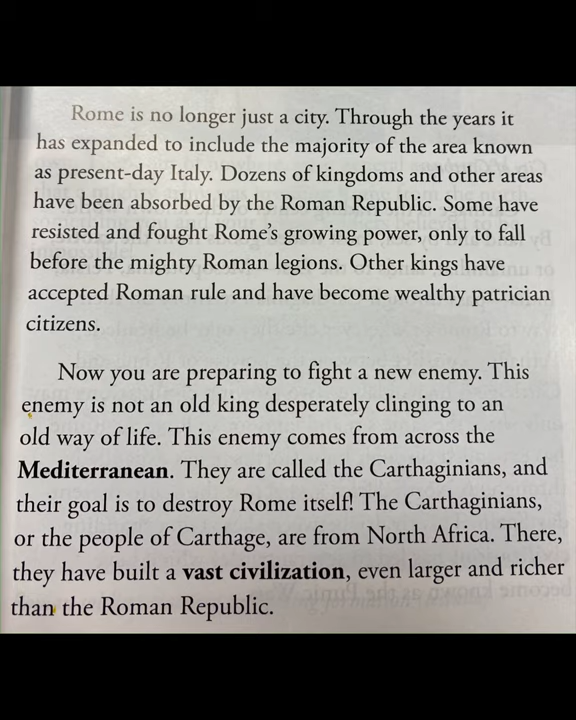 Rome is no longer just a city. Through the years it
has expanded to include the majority of the area known
as present-day Italy. Dozens of kingdoms and other areas
have been absorbed by the Roman Republic. Some have
resisted and fought Rome's growing power, only to fall
before the mighty Roman legions. Other kings have
accepted Roman rule and have become wealthy patrician
citizens.
Now you are preparing to fight a new enemy. This
enemy is not an old king desperately clinging to an
old way of life. This enemy comes from across the
Mediterranean. They are called the Carthaginians, and
their goal is to destroy Rome itself! The Carthaginians,
or the people of Carthage, are from North Africa. There,
they have built a vast civilization, even larger and richer
than the Roman Republic.